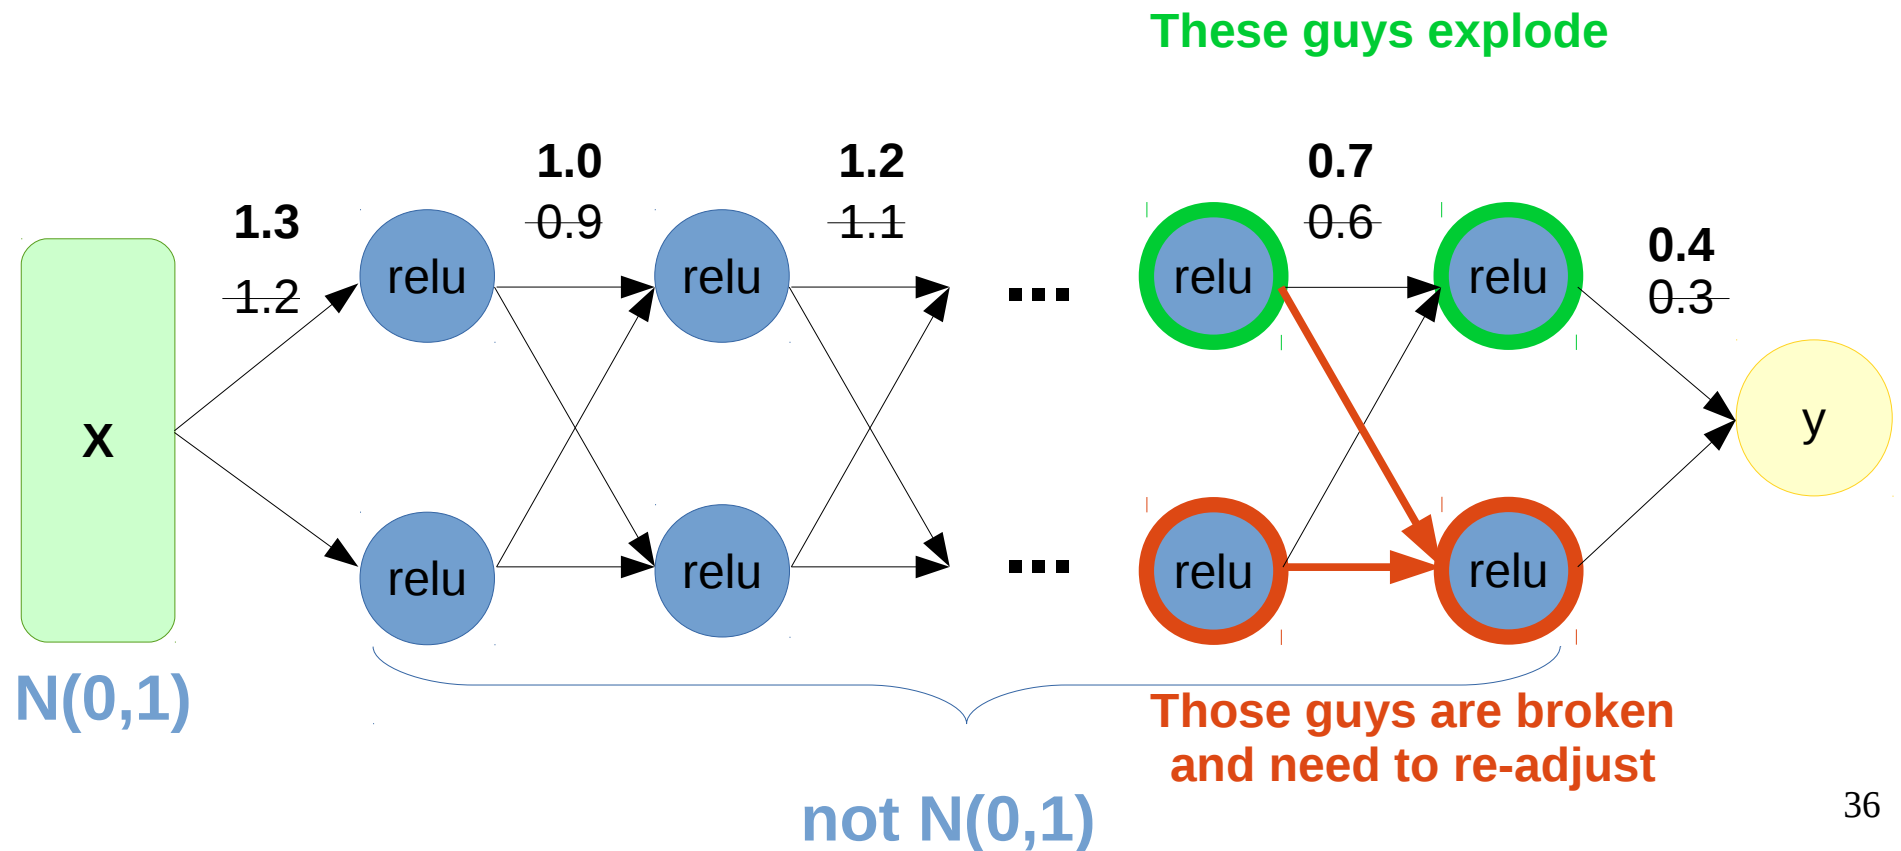 These guys explode
1.0
1.2
0.7
1.3
0.9
1.1
0.6
0.4
1.2
relu
relu
...
relu
relu
0.3
X
y
relu
relu
...
relu
relu
N(0,1)
Those guys are broken
and need to re-adjust
not N(0,1)
36